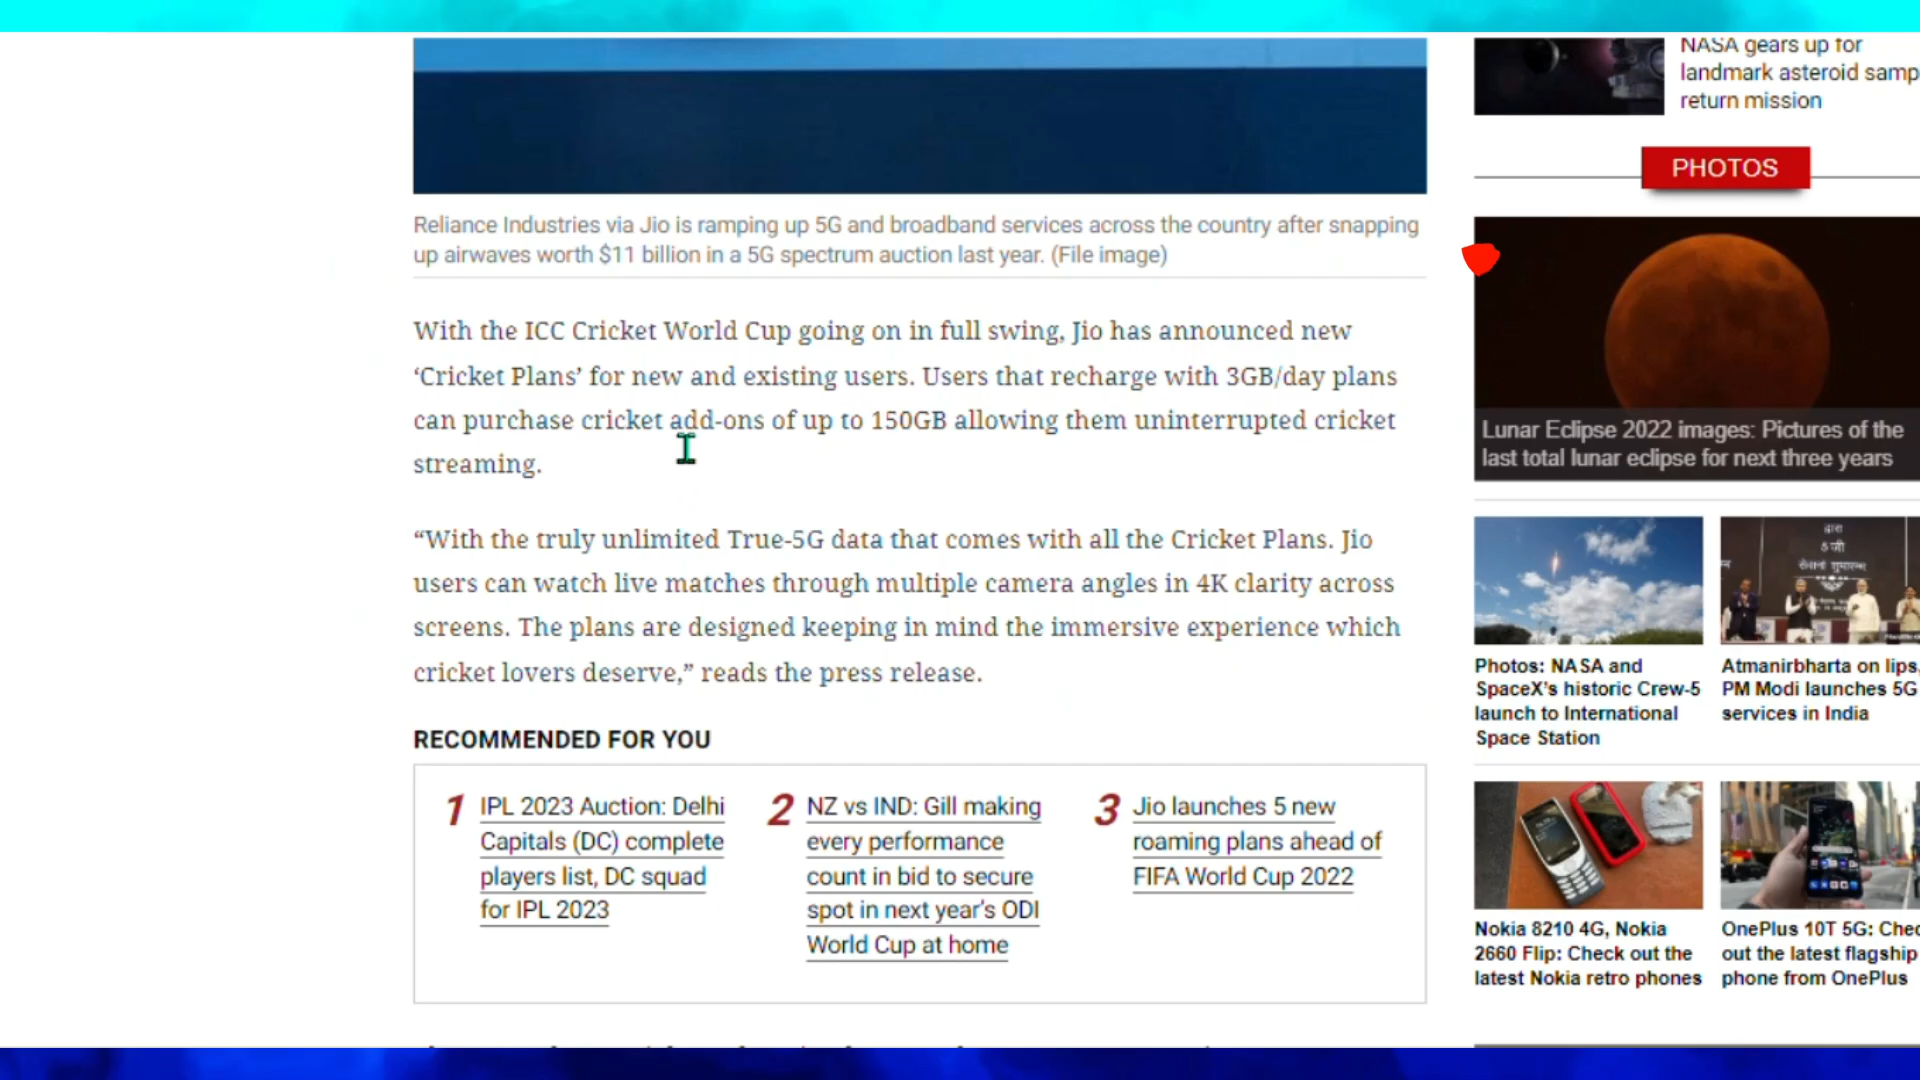 NASA gears up for
landmark asteroid samp
return mission
PHOTOS
Reliance Industries via Jio is ramping up 5G and broadband services across the country after snapping
up airwaves worth $11 billion in a 5G spectrum auction last year. (File image)
With the ICC Cricket World Cup going on in full swing, Jio has announced new
‘Cricket Plans’ for new and existing users. Users that recharge with 3GB/day plans
can purchase cricket add-ons of up to 150GB allowing them uninterrupted cricket
streaming.
“With the truly unlimited True-5G data that comes with all the Cricket Plans. Jio
users can watch live matches through multiple camera angles in 4K clarity across
screens. The plans are designed keeping in mind the immersive experience which
cricket lovers deserve,” reads the press release.
RECOMMENDED FOR YOU
1 IPL 2023 Auction: Delhi
Capitals (DC) complete
players list, DC squad
for IPL 2023
2 NZ vs IND: Gill making
every performance
count in bid to secure
spot in next year's ODI
World Cup at home
3 Jio launches 5 new
roaming plans ahead of
FIFA World Cup 2022
Lunar Eclipse 2022 images: Pictures of the
last total lunar eclipse for next three years
Photos: NASA and
SpaceX's historic Crew-5
launch to International
Space Station
द्वारा
5 जी
Atmanirbharta on lips,
PM Modi launches 5G
services in India
Nokia 8210 4G, Nokia
2660 Flip: Check out the
latest Nokia retro phones
OnePlus 10T 5G: Chec
out the latest flagship
phone from OnePlus